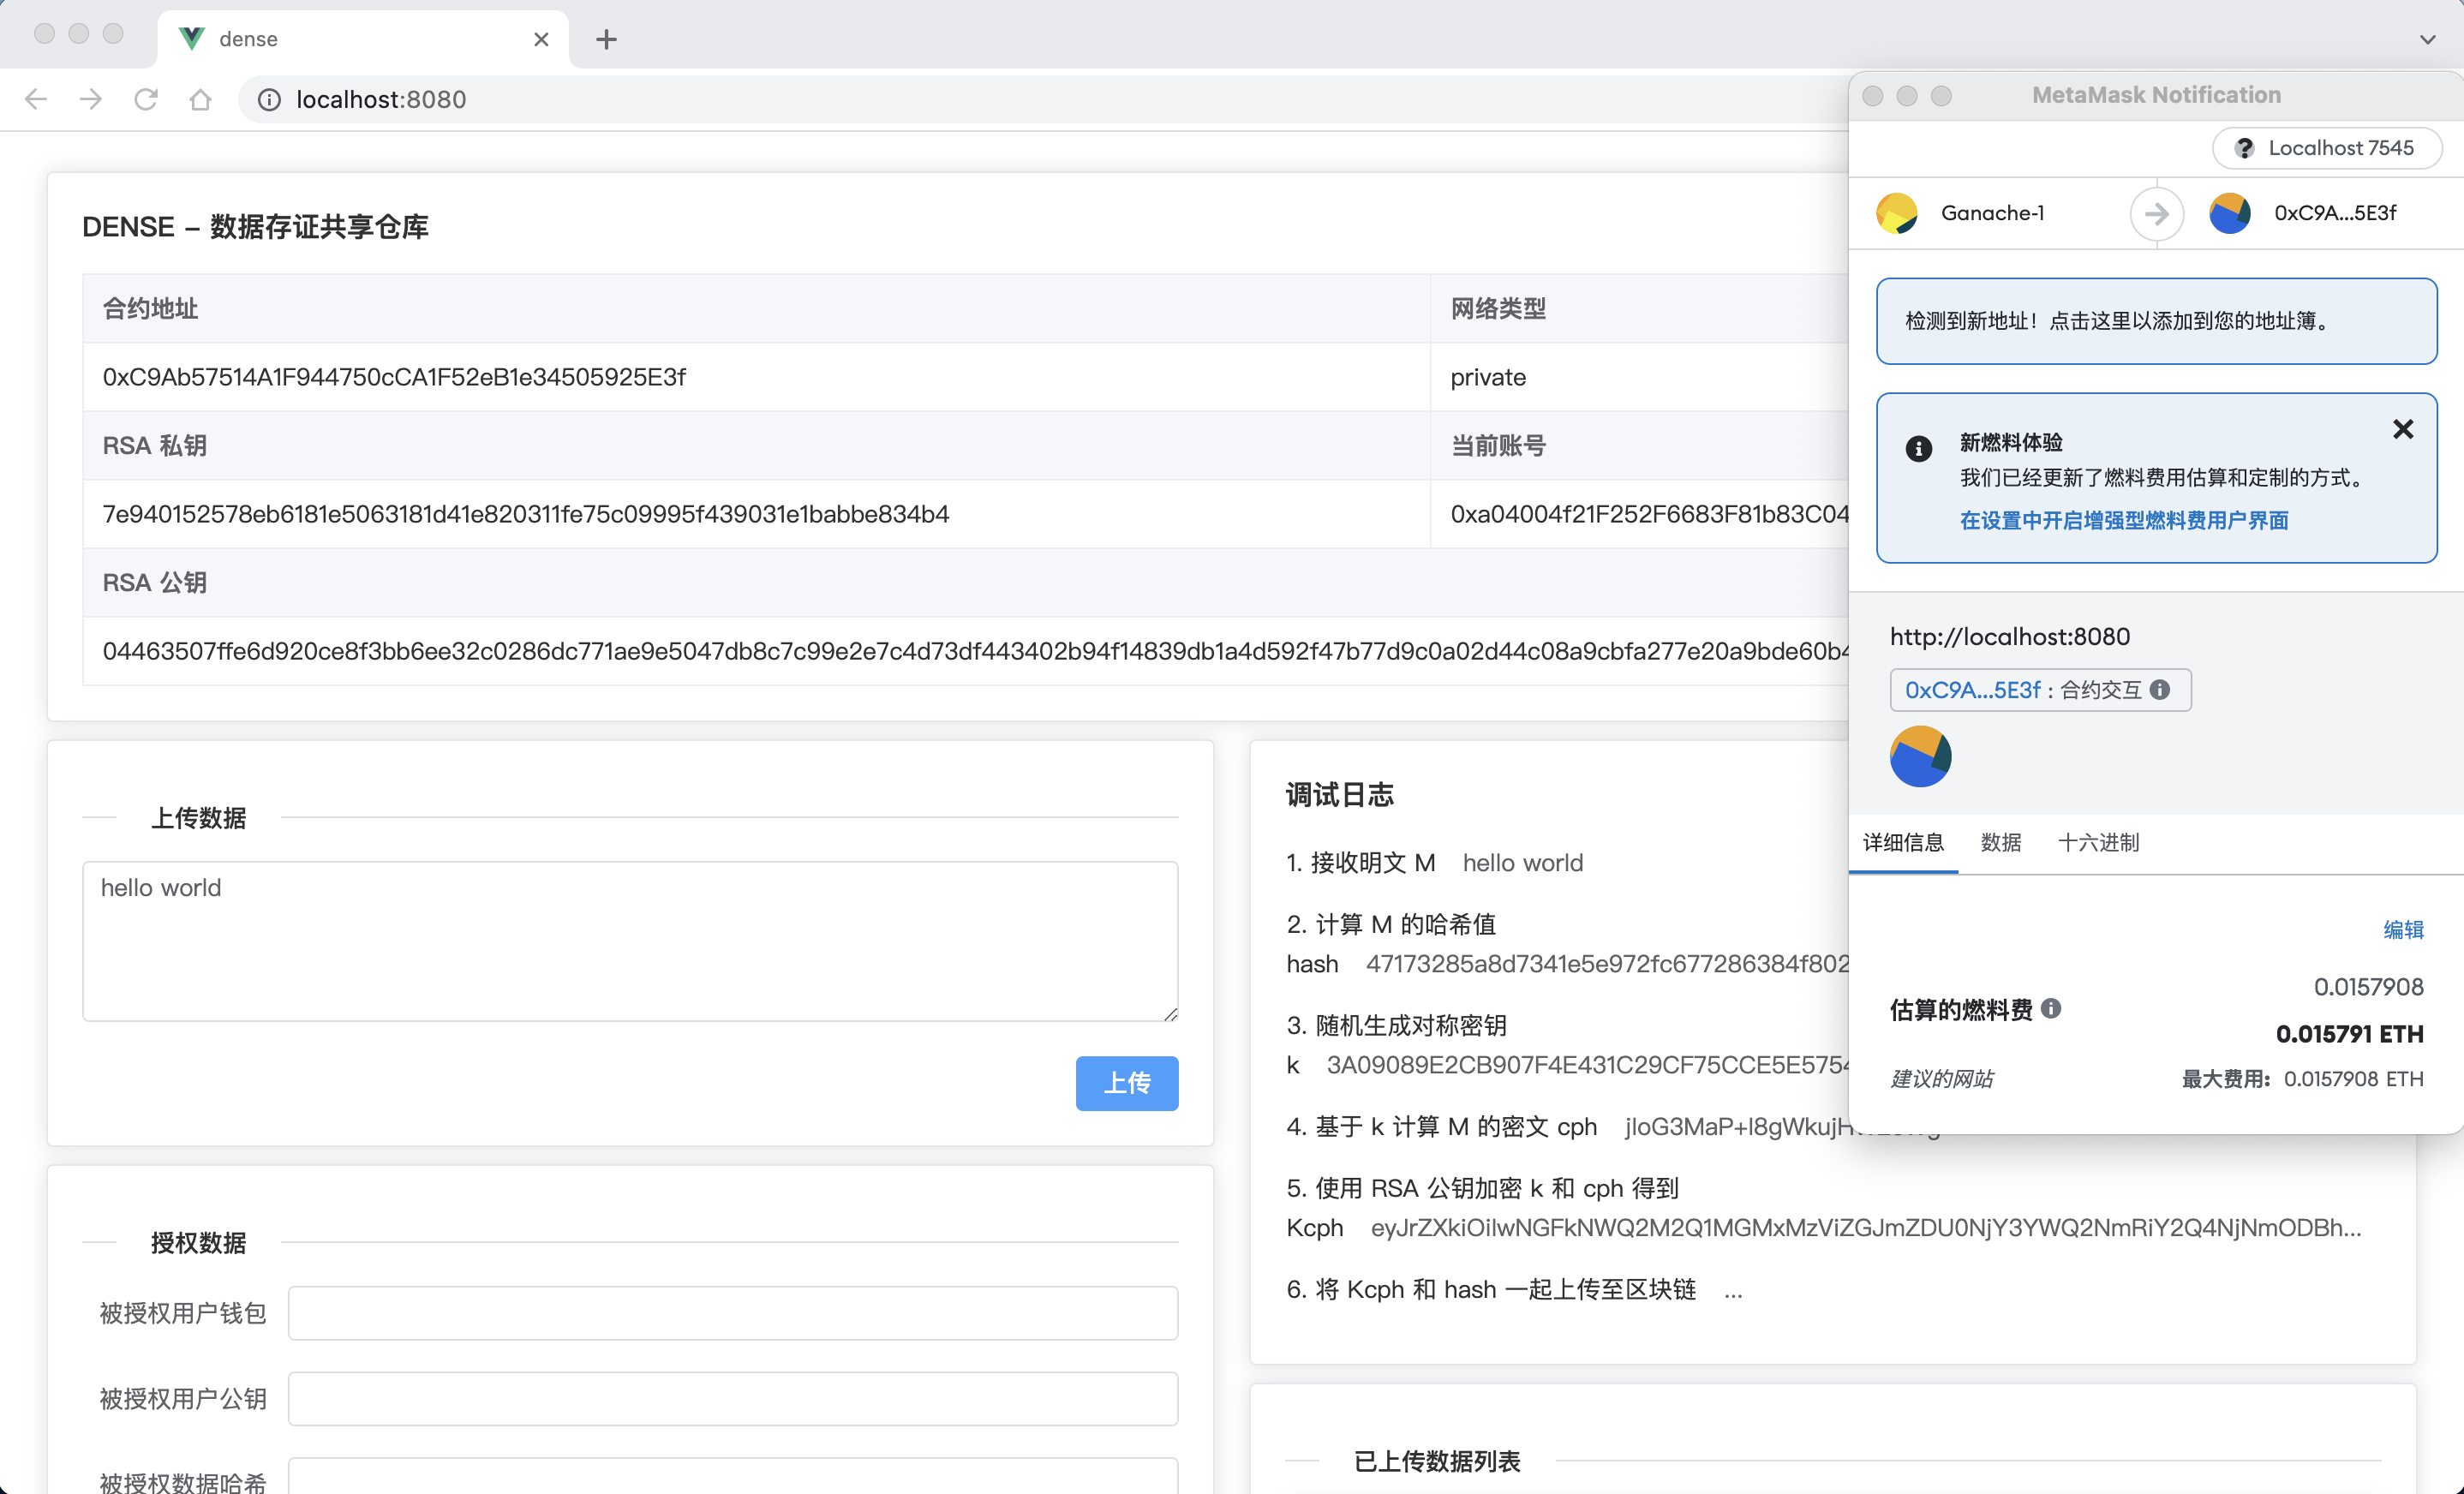 dense
localhost:8080
DENSE – 数据存证共享仓库
合约地址
网络类型
0xC9Ab57514A1F944750cCA1F52eB1e34505925E3f
private
RSA 私钥
当前账号
7e940152578eb6181e5063181d41e820311fe75c09995f439031e1babbe834b4
0xa04004f21F252F6683F81b83C04
RSA 公钥
04463507ffe6d920ce8f3bb6ee32c0286dc771ae9e5047db8c7c99e2e7c4d73df443402b94f14839db1a4d592f47b77d9c0a02d44c08a9cbfa277e20a9bde60b4
上传数据
hello world
上传
授权数据
被授权用户钱包
被授权用户公钥
被授权数据哈希
调试日志
1. 接收明文 M hello world
2. 计算 M 的哈希值
hash 47173285a8d7341e5e972fc677286384f802
3. 随机生成对称密钥
k 3A09089E2CB907F4E431C29CF75CCE5E5754
4. 基于 k 计算 M 的密文 cph
5. 使用 RSA 公钥加密 k 和 cph 得到
Kcph eyJrZXkiOiIwNGFkNWQ2M2Q1MGMxMzViZGJmZDU0NjY3YWQ2NmRiY2Q4NjNmODBh...
6. 将 Kcph 和 hash 一起上传至区块链 ...
已上传数据列表
MetaMask Notification
Localhost 7545
Ganache-1
0xC9A...5E3f
检测到新地址！点击这里以添加到您的地址簿。
新燃料体验
我们已经更新了燃料费用估算和定制的方式。
在设置中开启增强型燃料费用户界面
http://localhost:8080
0xC9A...5E3f : 合约交互
详细信息 数据 十六进制
编辑
0.0157908
估算的燃料费
0.015791 ETH
建议的网站
最大费用: 0.0157908 ETH